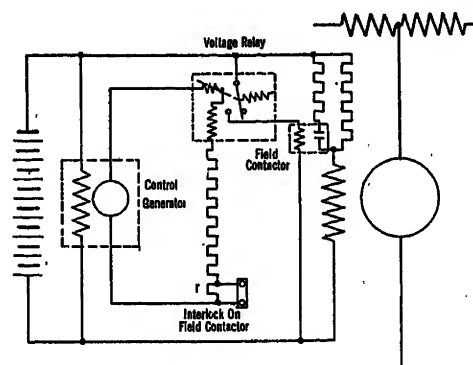 Voltage Relay
Field
Contactor
Control
Generator
r
Interlock On
Field Contactor